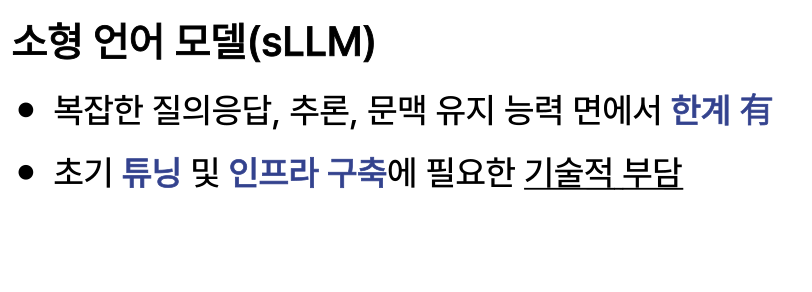 소형 언어 모델(sLLM)
• 복잡한 질의응답, 추론, 문맥 유지 능력 면에서 한계 有
• 초기 튜닝 및 인프라 구축에 필요한 기술적 부담